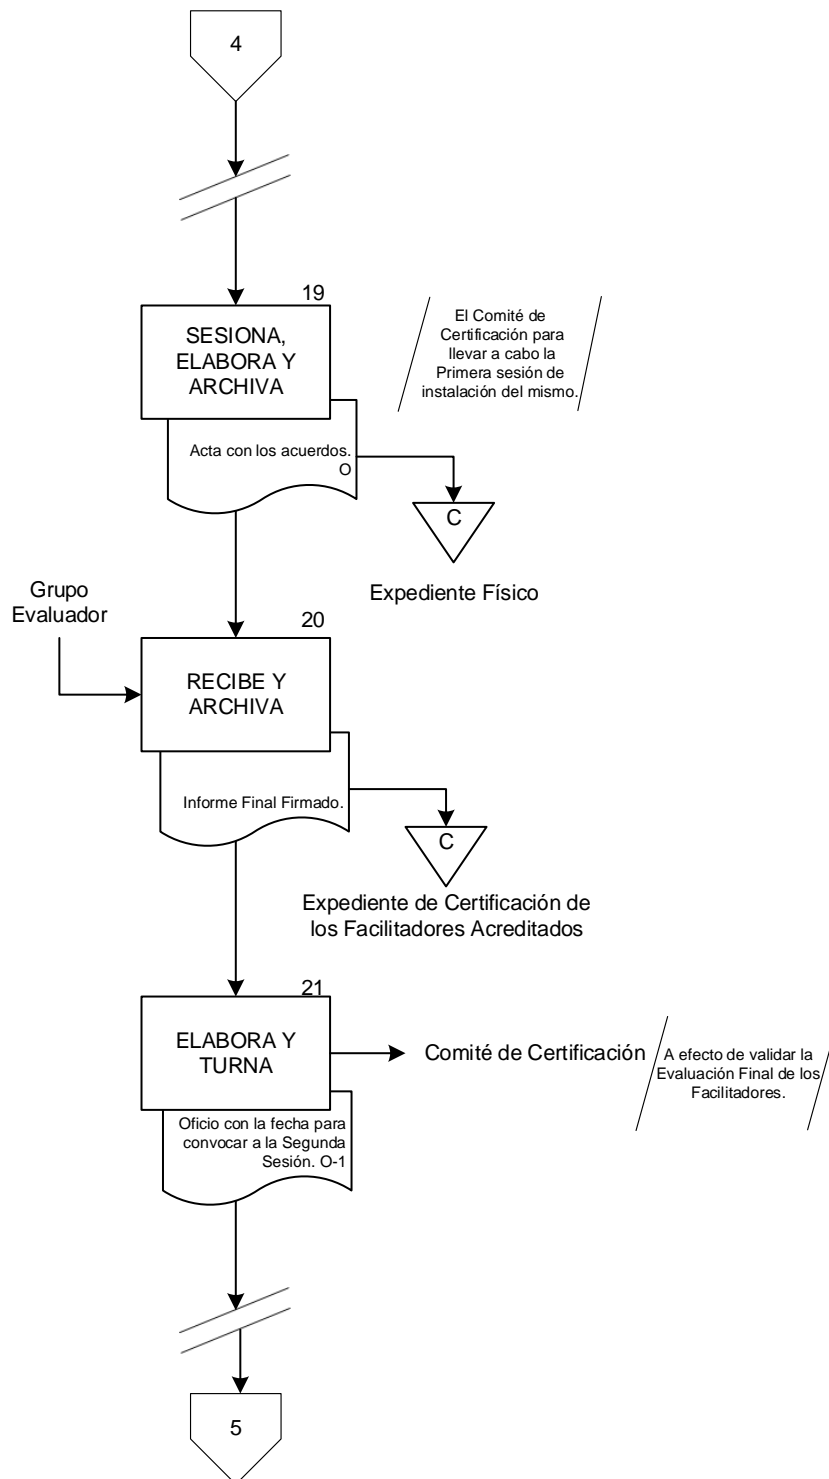 4
19
SESIONA,
ELABORA Y
ARCHIVA
El Comité de
Certificación para
llevar a cabo la
Primera sesión de
instalación del mismo.
Acta con los acuerdos.
O
C
Expediente Físico
Grupo
Evaluador
20
RECIBE Y
ARCHIVA
Informe Final Firmado.
C
Expediente de Certificación de
los Facilitadores Acreditados
21
ELABORA Y
TURNA
Comité de Certificación
A efecto de validar la
Evaluación Final de los
Facilitadores.
Oficio con la fecha para
convocar a la Segunda
Sesión. O-1
5